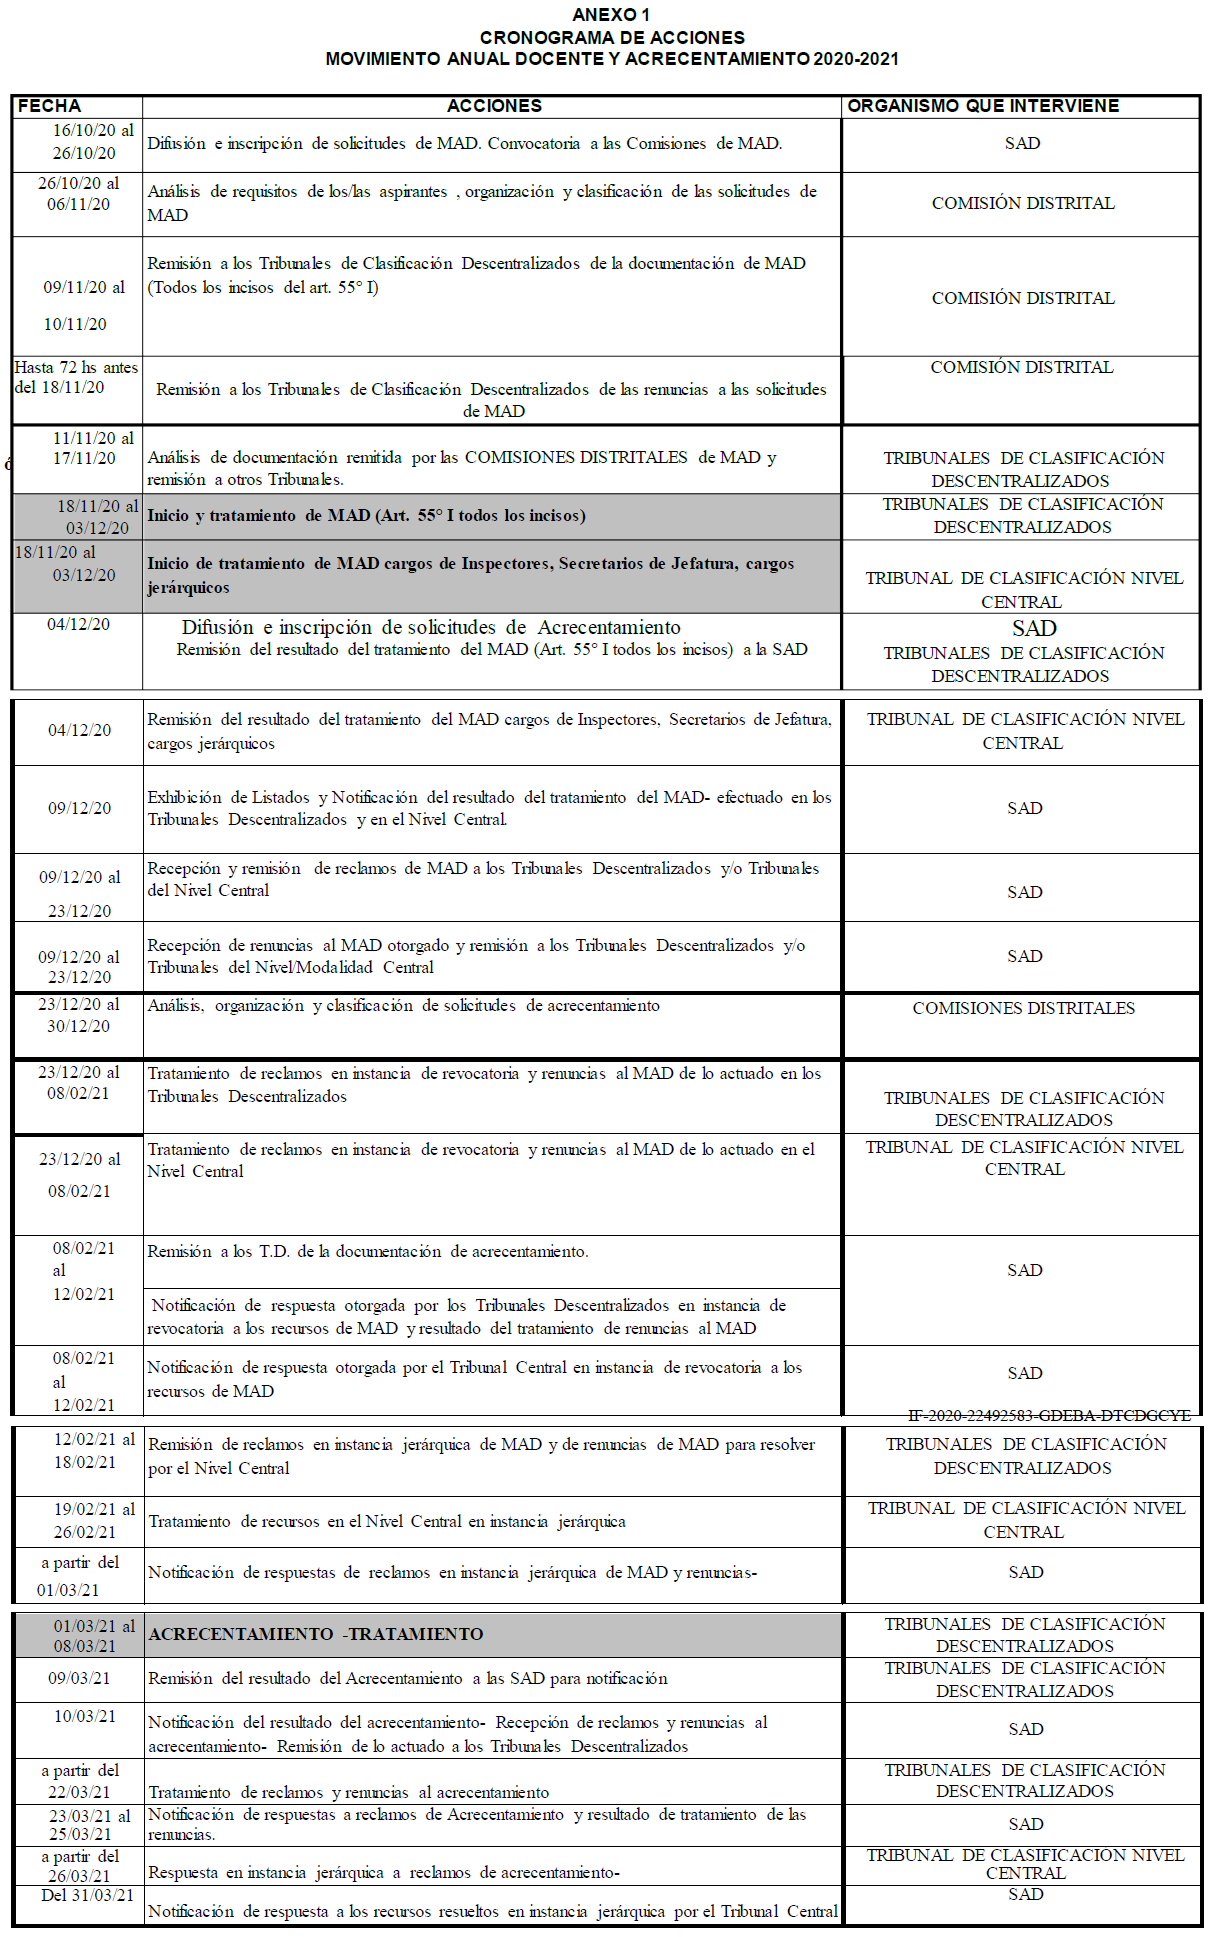 ANEXO 1
CRONOGRAMA DE ACCIONES
MOVIMIENTO ANUAL DOCENTE Y ACRECENTAMIENTO 2020-2021
FECHA
ACCIONES
ORGANISMO QUE INTERVIENE
16/10/20 al
26/10/20
Difusión e inscripción de solicitudes de MAD. Convocatoria a las Comisiones de MAD.
SAD
26/10/20 al
06/11/20
Análisis de requisitos de los/las aspirantes , organización y clasificación de las solicitudes de
MAD
COMISIÓN DISTRITAL
09/11/20 al
10/11/20
Remisión a los Tribunales de Clasificación Descentralizados de la documentación de MAD
(Todos los incisos del art. 55° I)
COMISIÓN DISTRITAL
Hasta 72 hs antes
del 18/11/20
Remisión a los Tribunales de Clasificación Descentralizados de las renuncias a las solicitudes
de MAD
COMISIÓN DISTRITAL
ó
11/11/20 al
17/11/20
Análisis de documentación remitida por las COMISIONES DISTRITALES de MAD y
remisión a otros Tribunales.
TRIBUNALES DE CLASIFICACIÓN
DESCENTRALIZADOS
18/11/20 al
03/12/20
Inicio y tratamiento de MAD (Art. 55° I todos los incisos)
TRIBUNALES DE CLASIFICACIÓN
DESCENTRALIZADOS
18/11/20 al
03/12/20
Inicio de tratamiento de MAD cargos de Inspectores, Secretarios de Jefatura, cargos
jerárquicos
TRIBUNAL DE CLASIFICACIÓN NIVEL
CENTRAL
04/12/20
Difusión e inscripción de solicitudes de Acrecentamiento
Remisión del resultado del tratamiento del MAD (Art. 55° I todos los incisos) a la SAD
SAD
TRIBUNALES DE CLASIFICACIÓN
DESCENTRALIZADOS
04/12/20
Remisión del resultado del tratamiento del MAD cargos de Inspectores, Secretarios de Jefatura,
cargos jerárquicos
TRIBUNAL DE CLASIFICACIÓN NIVEL
CENTRAL
09/12/20
Exhibición de Listados y Notificación del resultado del tratamiento del MAD- efectuado en los
Tribunales Descentralizados y en el Nivel Central.
SAD
09/12/20 al
23/12/20
Recepción y remisión de reclamos de MAD a los Tribunales Descentralizados y/o Tribunales
del Nivel Central
SAD
09/12/20 al
23/12/20
Recepción de renuncias al MAD otorgado y remisión a los Tribunales Descentralizados y/o
Tribunales del Nivel/Modalidad Central
SAD
23/12/20 al
30/12/20
Análisis, organización y clasificación de solicitudes de acrecentamiento
COMISIONES DISTRITALES
23/12/20 al
08/02/21
Tratamiento de reclamos en instancia de revocatoria y renuncias al MAD de lo actuado en los
Tribunales Descentralizados
TRIBUNALES DE CLASIFICACIÓN
DESCENTRALIZADOS
23/12/20 al
08/02/21
Tratamiento de reclamos en instancia de revocatoria y renuncias al MAD de lo actuado en el
Nivel Central
TRIBUNAL DE CLASIFICACIÓN NIVEL
CENTRAL
08/02/21
al
12/02/21
Remisión a los T.D. de la documentación de acrecentamiento.
Notificación de respuesta otorgada por los Tribunales Descentralizados en instancia de
revocatoria a los recursos de MAD y resultado del tratamiento de renuncias al MAD
SAD
08/02/21
al
12/02/21
Notificación de respuesta otorgada por el Tribunal Central en instancia de revocatoria a los
recursos de MAD
SAD
IF-2020-22492583-GDEBA-DTCDGCYE
12/02/21 al
18/02/21
Remisión de reclamos en instancia jerárquica de MAD y de renuncias de MAD para resolver
por el Nivel Central
TRIBUNALES DE CLASIFICACIÓN
DESCENTRALIZADOS
19/02/21 al
26/02/21
Tratamiento de recursos en el Nivel Central en instancia jerárquica
TRIBUNAL DE CLASIFICACIÓN NIVEL
CENTRAL
a partir del
01/03/21
Notificación de respuestas de reclamos en instancia jerárquica de MAD y renuncias-
SAD
01/03/21 al
08/03/21
ACRECENTAMIENTO -TRATAMIENTO
TRIBUNALES DE CLASIFICACIÓN
DESCENTRALIZADOS
09/03/21
Remisión del resultado del Acrecentamiento a las SAD para notificación
TRIBUNALES DE CLASIFICACIÓN
DESCENTRALIZADOS
10/03/21
Notificación del resultado del acrecentamiento- Recepción de reclamos y renuncias al
acrecentamiento- Remisión de lo actuado a los Tribunales Descentralizados
SAD
a partir del
22/03/21
Tratamiento de reclamos y renuncias al acrecentamiento
TRIBUNALES DE CLASIFICACIÓN
DESCENTRALIZADOS
23/03/21 al
25/03/21
Notificación de respuestas a reclamos de Acrecentamiento y resultado de tratamiento de las
renuncias.
SAD
a partir del
26/03/21
Respuesta en instancia jerárquica a reclamos de acrecentamiento-
TRIBUNAL DE CLASIFICACIÓN NIVEL
CENTRAL
Del 31/03/21
Notificación de respuesta a los recursos resueltos en instancia jerárquica por el Tribunal Central
SAD